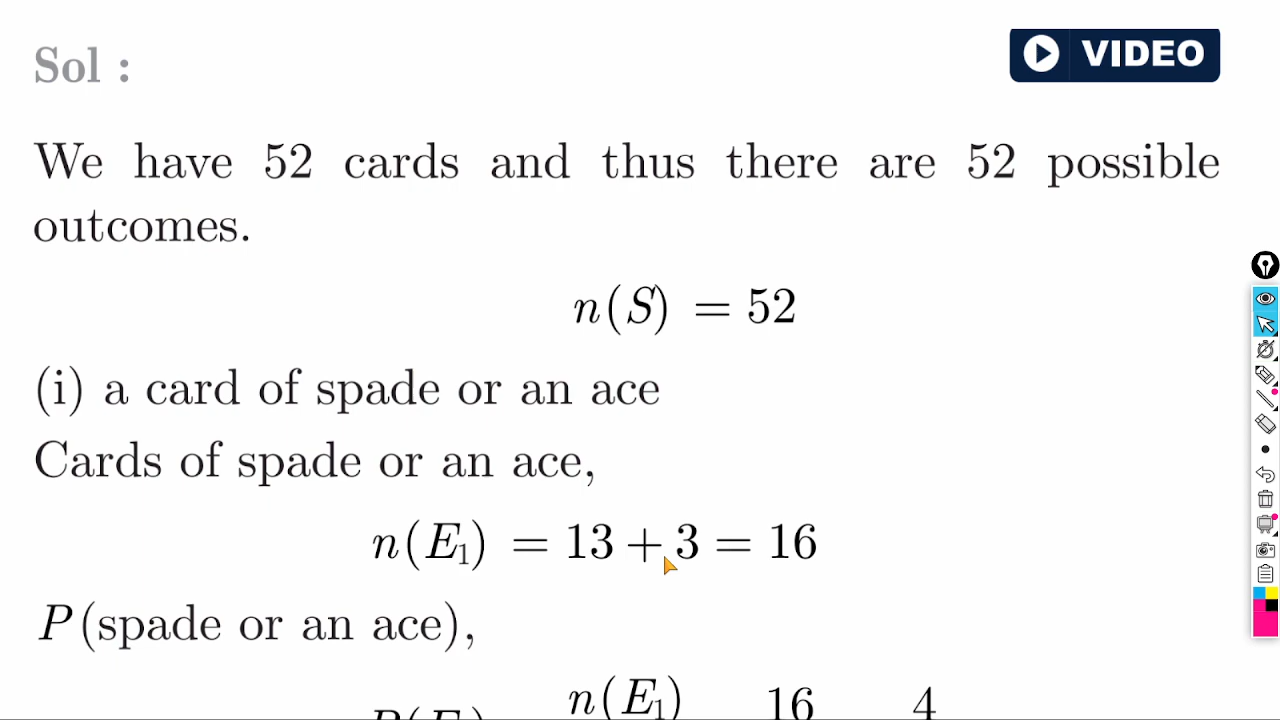 Sol :
VIDEO
We have 52 cards and thus there are 52 possible
outcomes.
n(S) = 52
(i) a card of spade or an ace
Cards of spade or an ace,
n(E₁) = 13 + 3 = 16
P(spade or an ace),
n(E₁) 16 4